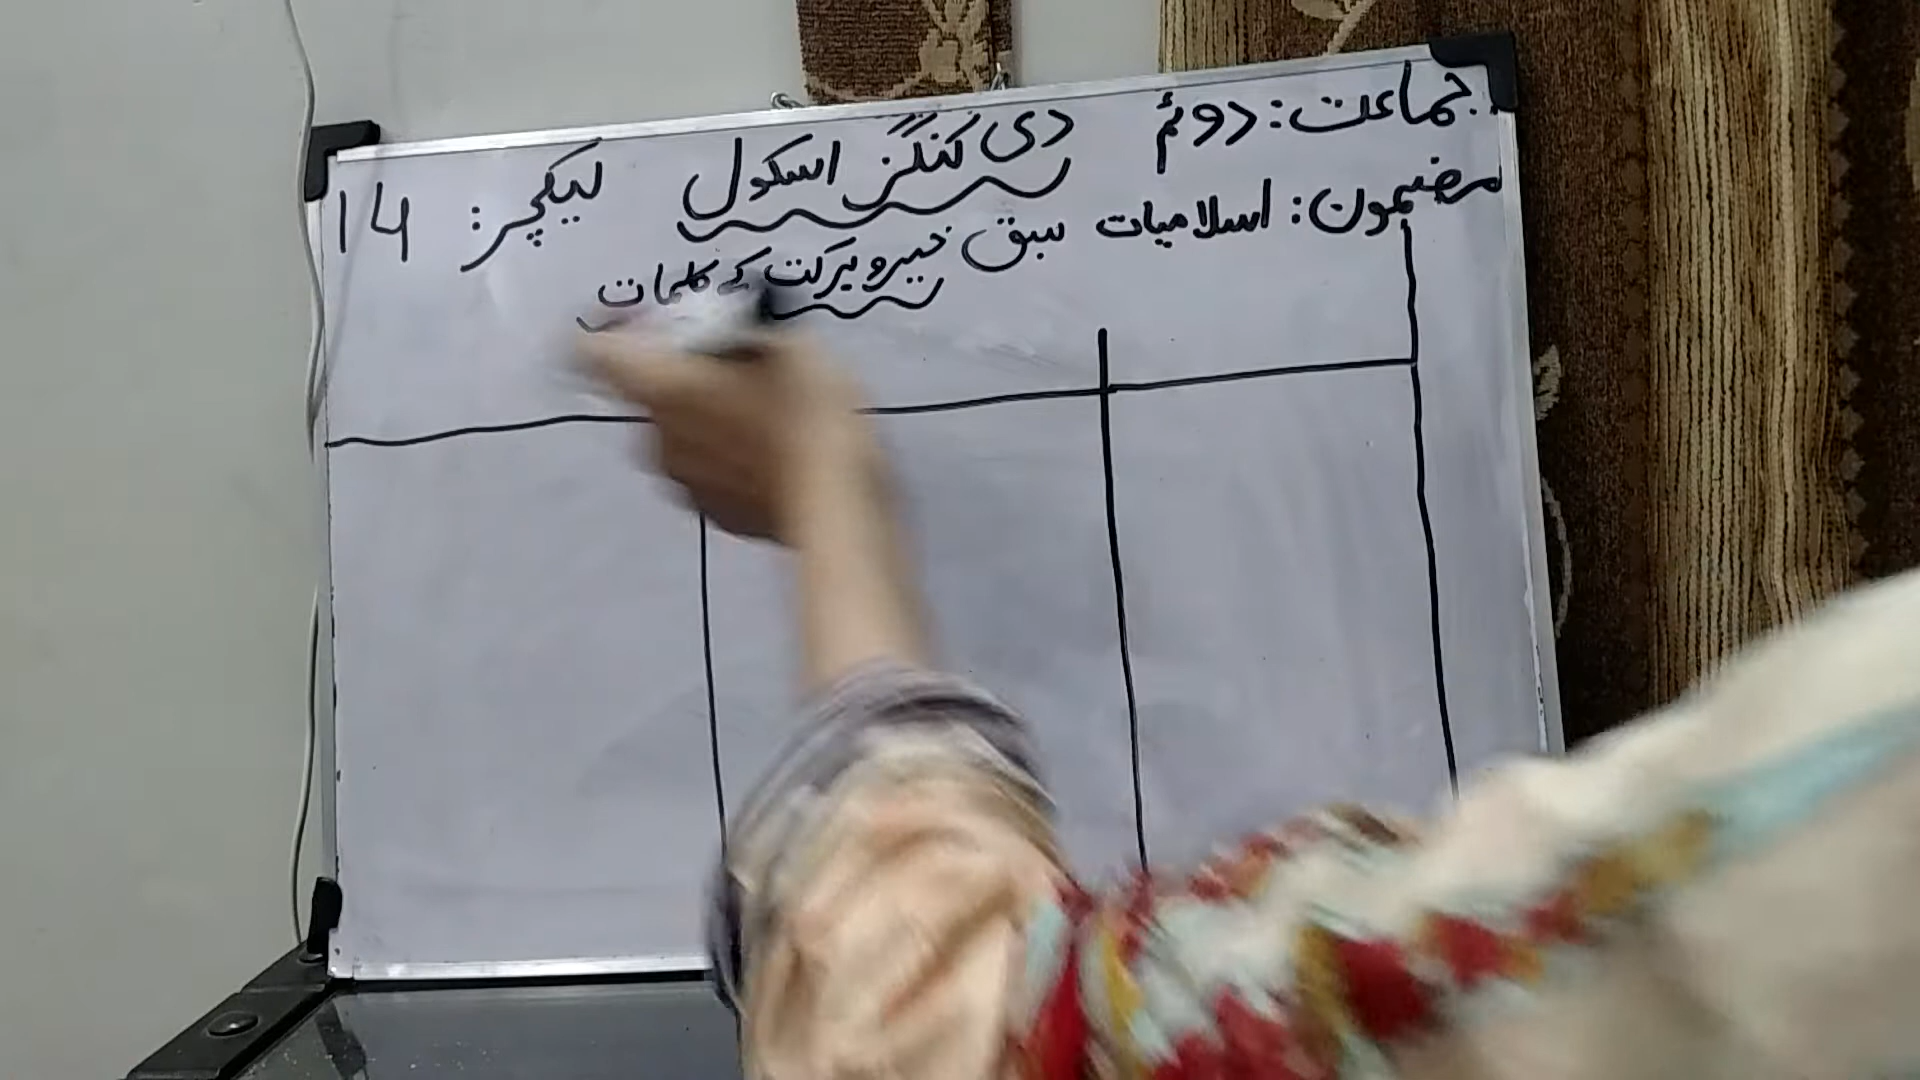 جماعت: دوئم دی کنگز اسکول لیکچر: 14
مضمون: اسلامیات سبق خیر و برکت کے کلمات